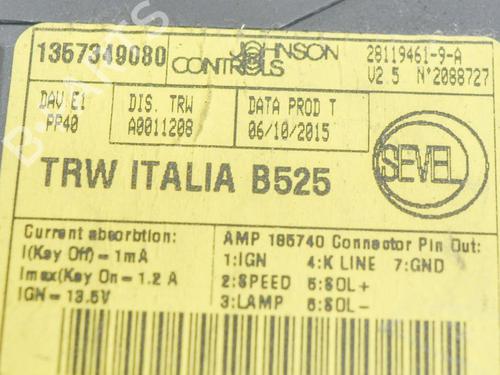 1357349080
JOHNSON CONTROLS
28119461-9-A
V2.5 N°2088727
DAV E1
PP40
DIS. TRW
A0011208
DATA PROD T
06/10/2015
TRW ITALIA B525
SEVEL
Current absorbtion:
I(Key Off)= 1mA
Imax(Key On= 1.2 A
IGN = 13.5V
AMP 185740 Connector Pin Out:
1:IGN 4:K LINE 7:GND
2:SPEED 5:SOL+
3:LAMP 6:SOL-